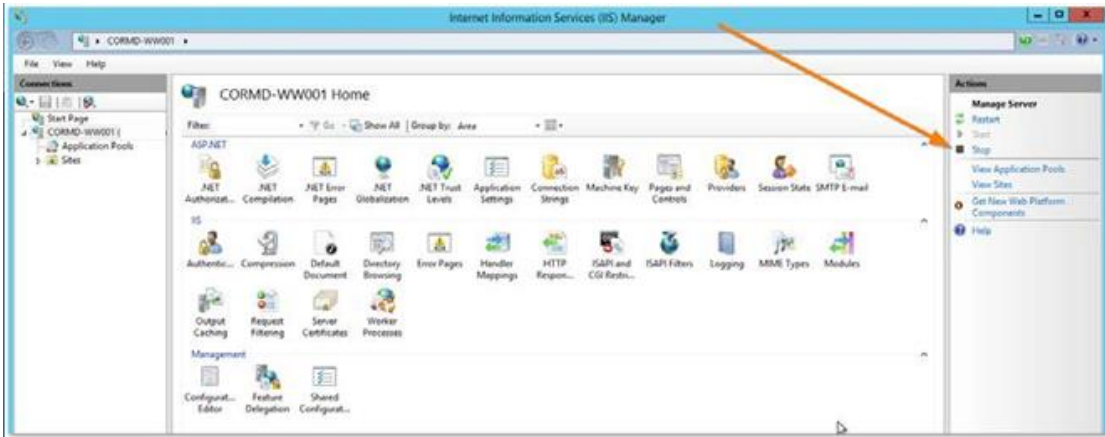 Internet Information Services (IIS) Manager
CORMD-WW001
File View Help
Connections
Start Page
CORMD-WW001 (
Application Pools
Sites
CORMD-WW001 Home
Filter: Go Show All Group by: Area
ASP.NET
.NET Authorizat...
.NET Compilation
.NET Error Pages
.NET Globalization
.NET Trust Levels
Application Settings
Connection Strings
Machine Key
Pages and Controls
Providers
Session State
SMTP E-mail
IIS
Authentic...
Compression
Default Document
Directory Browsing
Error Pages
Handler Mappings
HTTP Respon...
ISAPI and CGI Restri...
ISAPI Filters
Logging
MIME Types
Modules
Output Caching
Request Filtering
Server Certificates
Worker Processes
Management
Configurat... Editor
Feature Delegation
Shared Configurat...
Actions
Manage Server
Restart
Start
Stop
View Application Pools
View Sites
Get New Web Platform
Components
Help